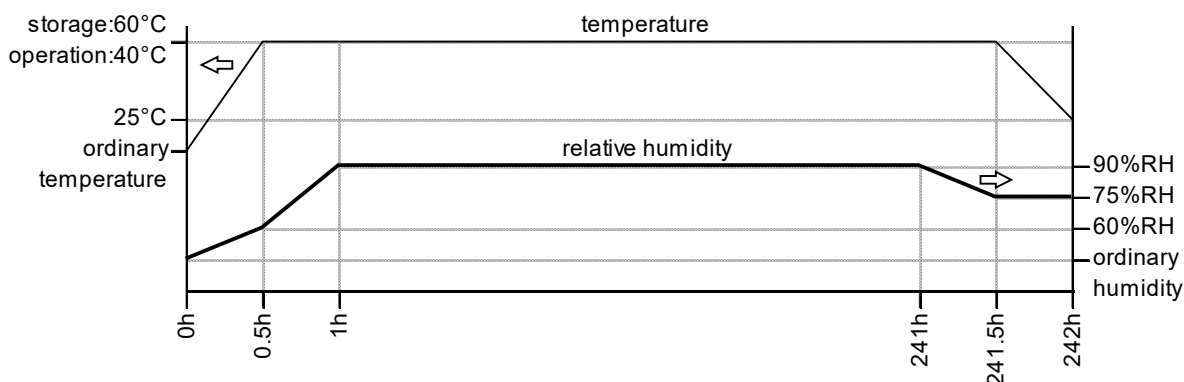 storage:60°C
temperature
operation:40°C
25°C
ordinary
temperature
relative humidity
90%RH
75%RH
60%RH
ordinary
humidity
0h
0.5h
1h
241h
241.5h
242h